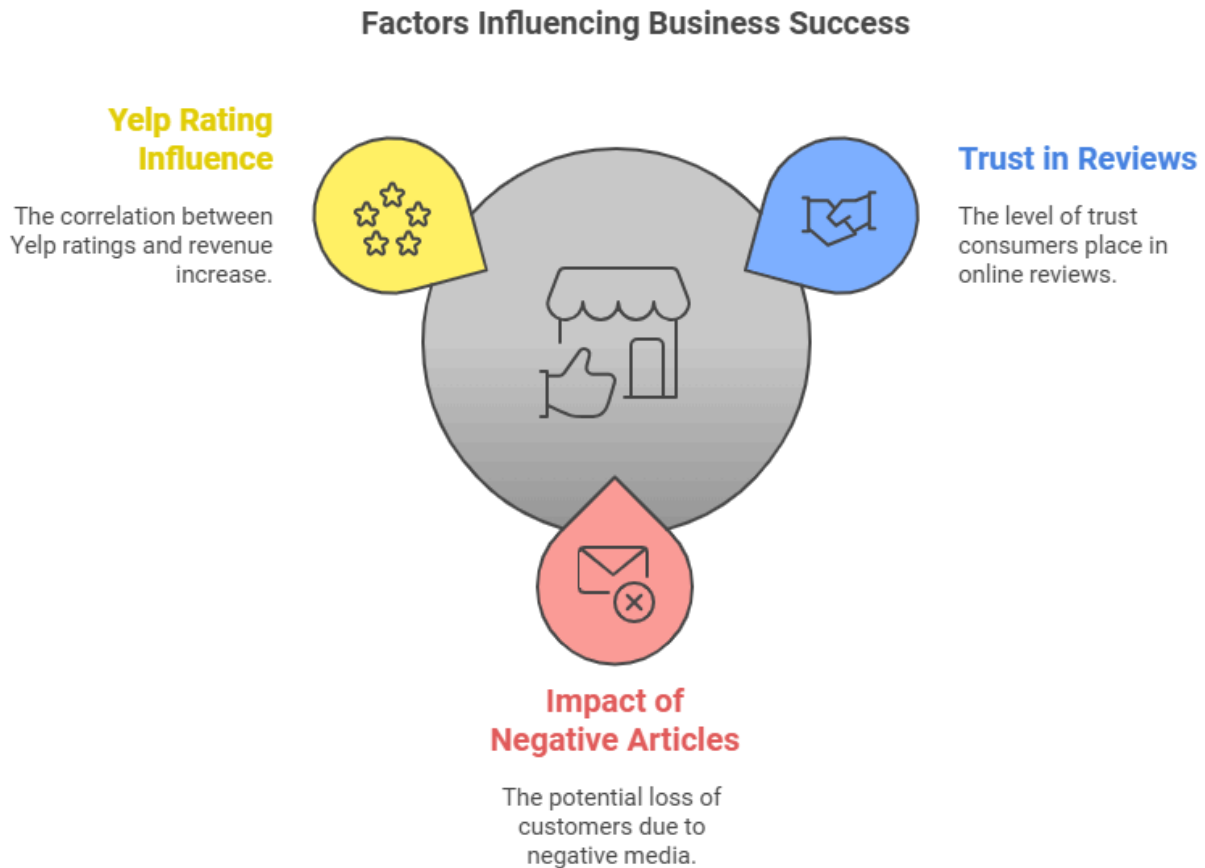 Factors Influencing Business Success
Yelp Rating
Influence
The correlation between
Yelp ratings and revenue
increase.
Trust in Reviews
The level of trust
consumers place in
online reviews.
Impact of
Negative Articles
The potential loss of
customers due to
negative media.